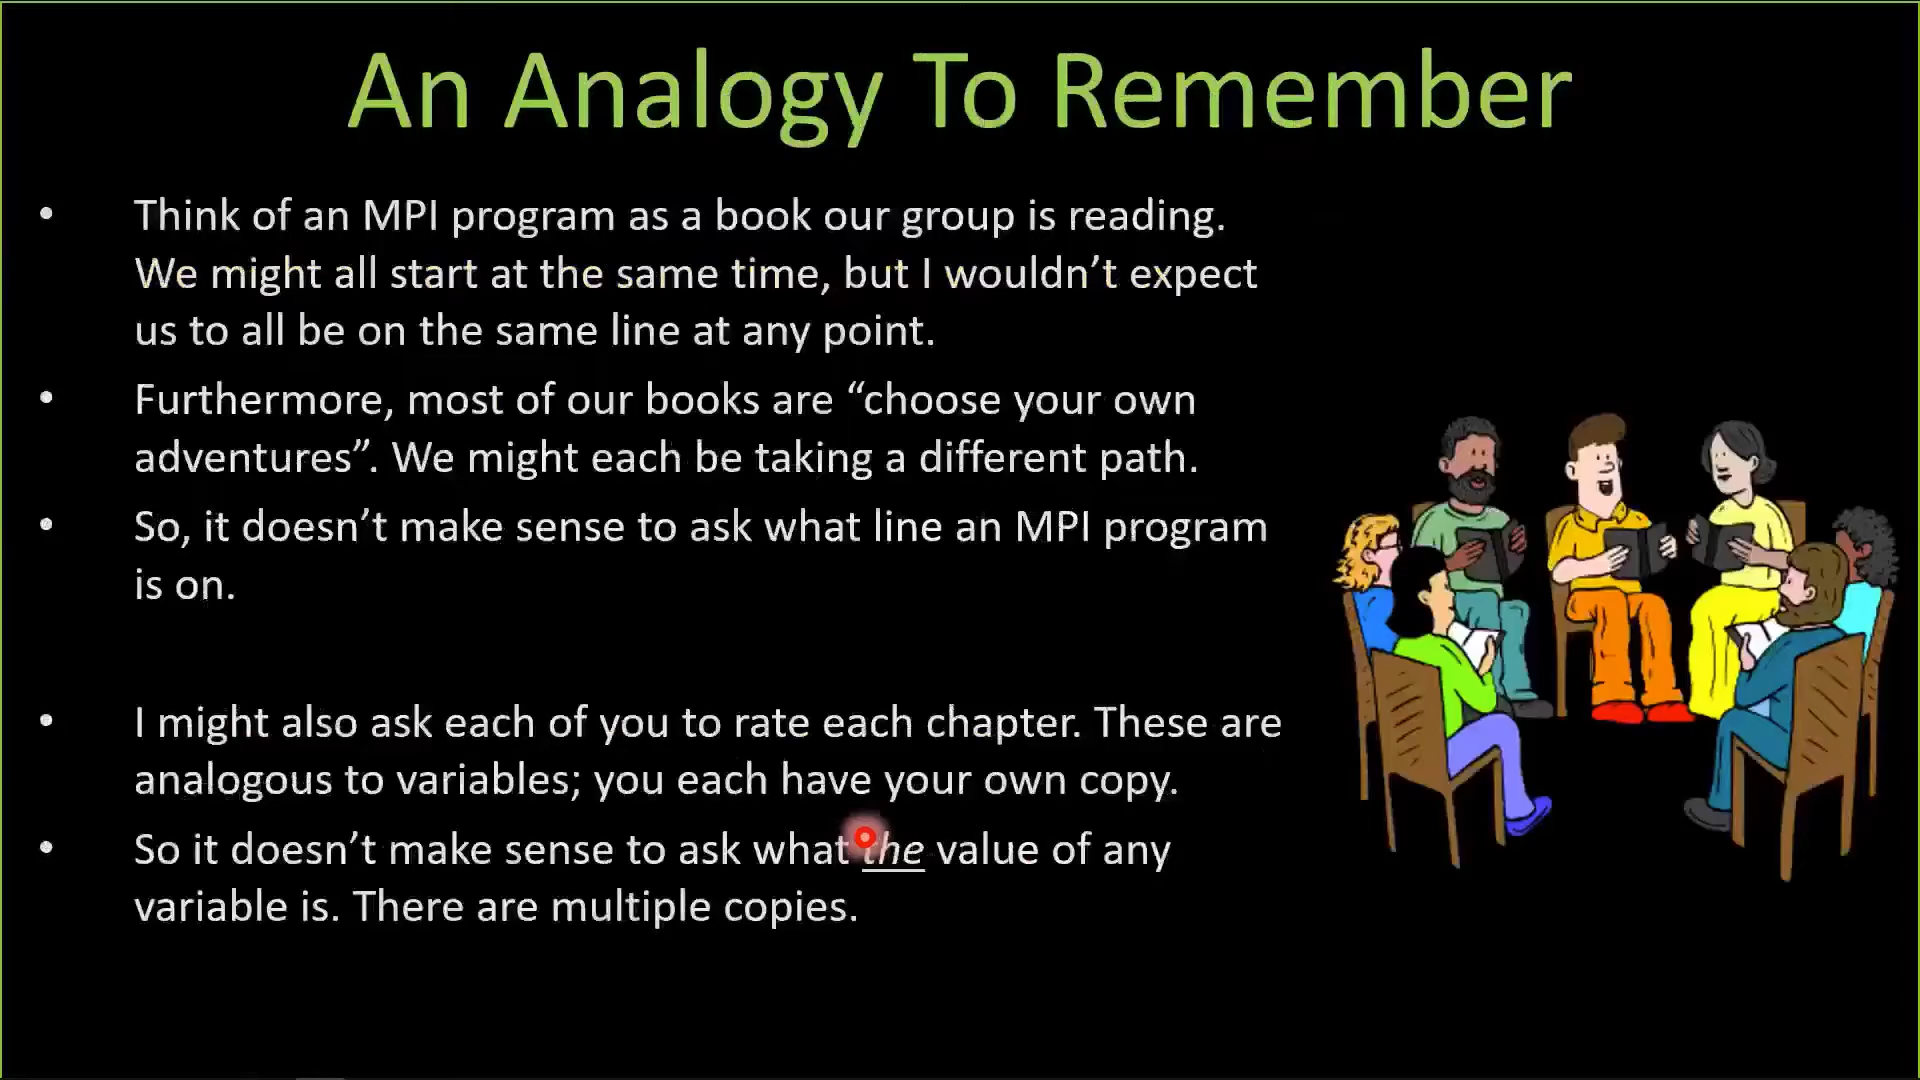 An Analogy To Remember
• Think of an MPI program as a book our group is reading.
We might all start at the same time, but I wouldn’t expect
us to all be on the same line at any point.
• Furthermore, most of our books are “choose your own
adventures”. We might each be taking a different path.
• So, it doesn’t make sense to ask what line an MPI program
is on.
• I might also ask each of you to rate each chapter. These are
analogous to variables; you each have your own copy.
• So it doesn’t make sense to ask what the value of any
variable is. There are multiple copies.